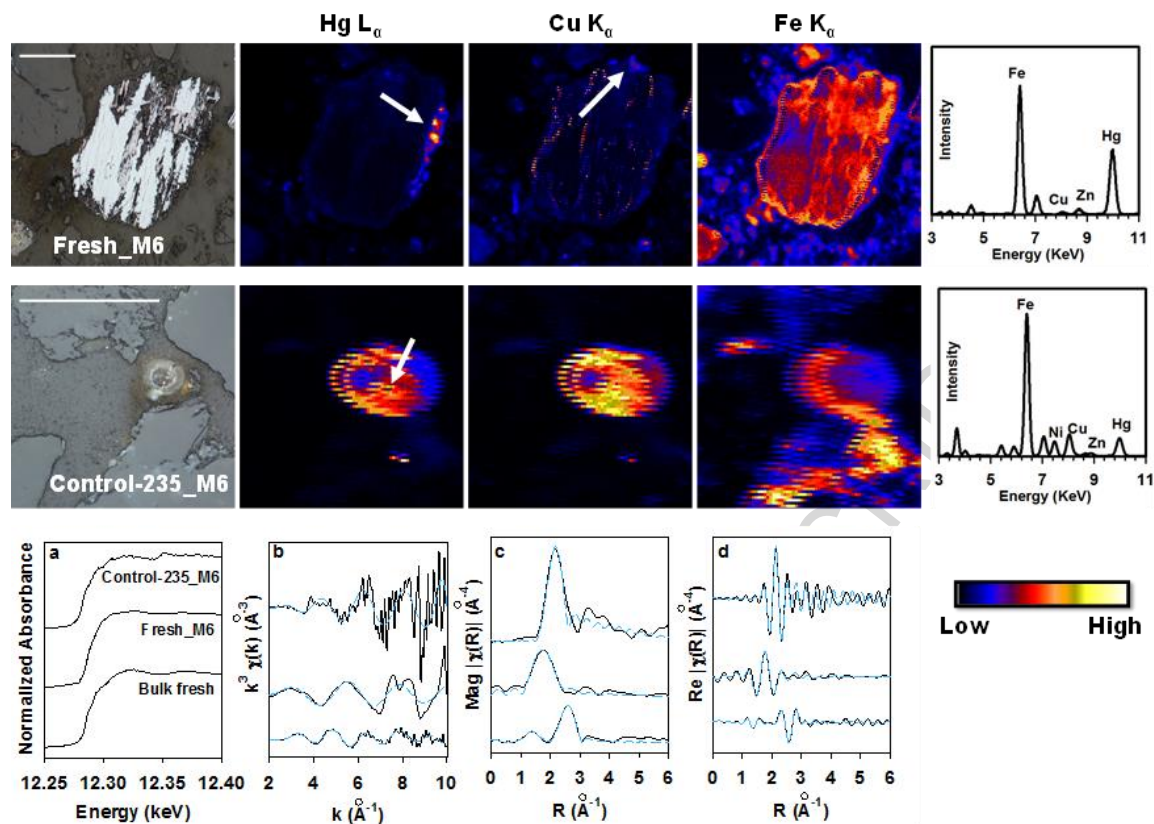 Hg Lα Cu Kα Fe Kα
Fresh_M6
Intensity
Fe
Hg
Cu
Zn
3 5 7 9 11
Energy (KeV)
Control-235_M6
Intensity
Fe
Ni
Cu
Zn
Hg
3 5 7 9 11
Energy (KeV)
a
Control-235_M6
Fresh_M6
Bulk fresh
Normalized Absorbance
12.25 12.30 12.35 12.40
Energy (keV)
b
k³ χ(k) (Å⁻³)
2 4 6 8 10
k (Å⁻¹)
c
Mag | χ(R)| (Å⁻⁴)
0 1 2 3 4 5 6
R (Å⁻¹)
d
Re | χ(R)| (Å⁻⁴)
0 1 2 3 4 5 6
R (Å⁻¹)
Low High